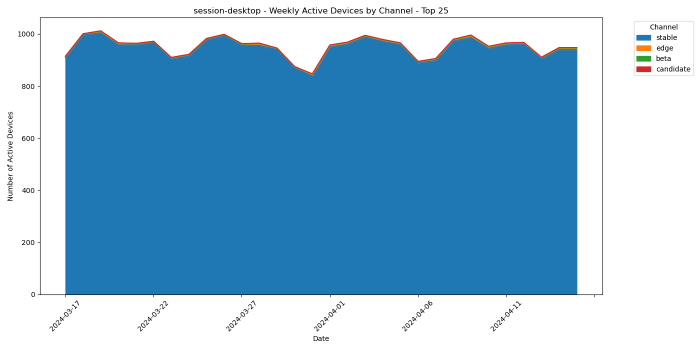 session-desktop - Weekly Active Devices by Channel - Top 25
Number of Active Devices
1000
800
600
400
200
0
2024-03-17
2024-03-22
2024-03-27
2024-04-01
2024-04-06
2024-04-11
Date
Channel
stable
edge
beta
candidate